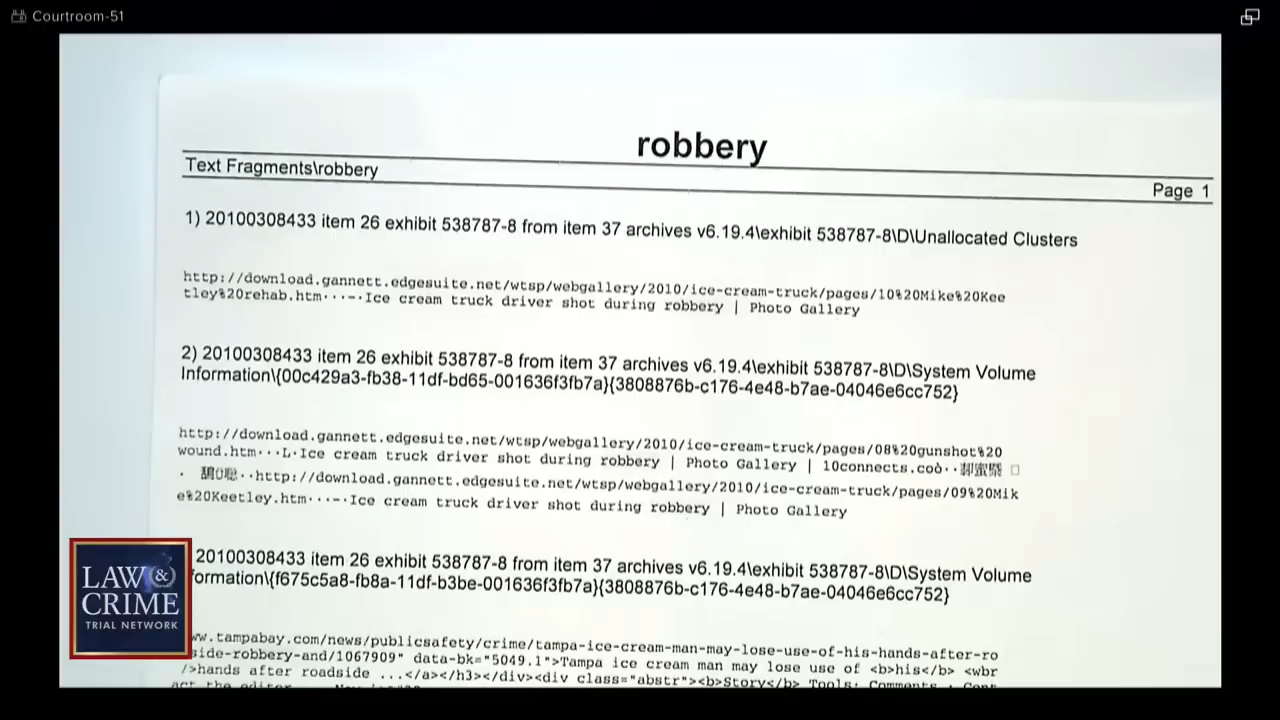 Courtroom-51
robbery
Text Fragments\robbery
Page 1
1) 20100308433 item 26 exhibit 538787-8 from item 37 archives v6.19.4\exhibit 538787-8\D\Unallocated Clusters
http://download.gannett.edgesuite.net/wtsp/webgallery/2010/ice-cream-truck/pages/10%20Mike%20Kee
tley%20rehab.htm···-·Ice cream truck driver shot during robbery | Photo Gallery
2) 20100308433 item 26 exhibit 538787-8 from item 37 archives v6.19.4\exhibit 538787-8\D\System Volume
Information\{00c429a3-fb38-11df-bd65-001636f3fb7a}{3808876b-c176-4e48-b7ae-04046e6cc752}
http://download.gannett.edgesuite.net/wtsp/webgallery/2010/ice-cream-truck/pages/08%20gunshot%20
wound.htm···L·Ice cream truck driver shot during robbery | Photo Gallery | 10connects.coò··
··http://download.gannett.edgesuite.net/wtsp/webgallery/2010/ice-cream-truck/pages/09%20Mik
e%20Keetley.htm···-·Ice cream truck driver shot during robbery | Photo Gallery
20100308433 item 26 exhibit 538787-8 from item 37 archives v6.19.4\exhibit 538787-8\D\System Volume
formation\{f675c5a8-fb8a-11df-b3be-001636f3fb7a}{3808876b-c176-4e48-b7ae-04046e6cc752}
ww.tampabay.com/news/publicsafety/crime/tampa-ice-cream-man-may-lose-use-of-his-hands-after-ro
side-robbery-and/1067909" data-bk="5049.1">Tampa ice cream man may lose use of <b>his</b> <wbr
/>hands after roadside ...</a></h3></div><div class="abstr"><b>Story</b> Tools: Comments
LAW &
CRIME
TRIAL NETWORK